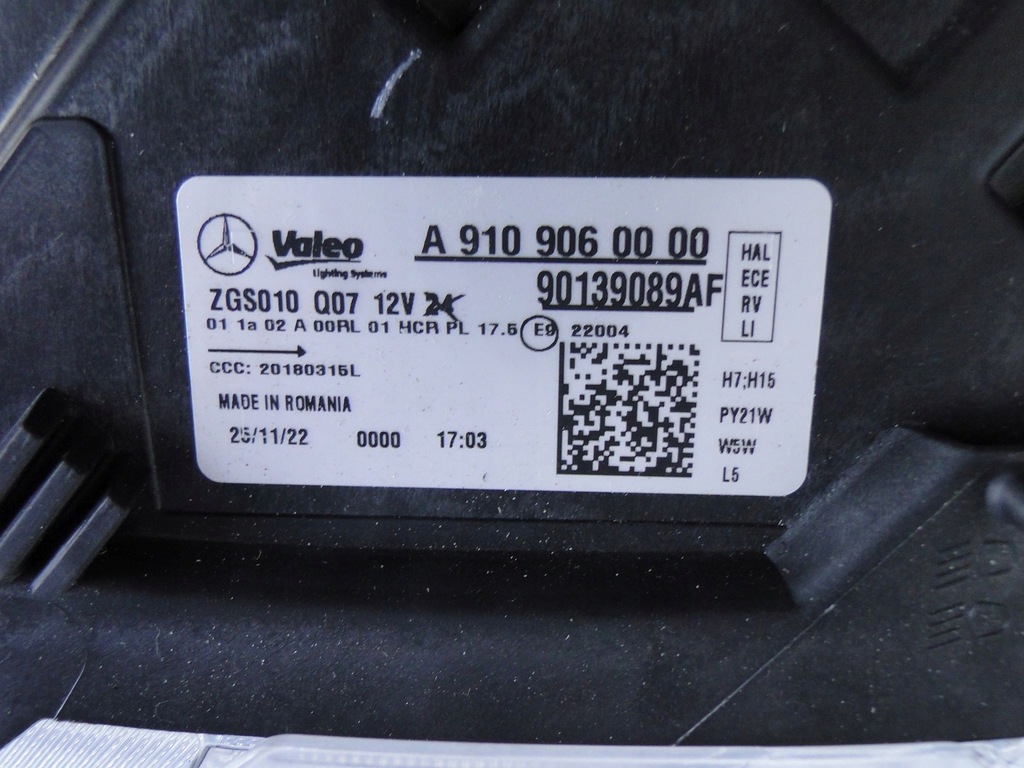 Valeo
Lighting Systems
A 910 906 00 00
90139089AF
HAL
ECE
RV
LI
ZGS010 Q07 12V 24
01 1a 02 A 00RL 01 HCR PL 17.5 E9 22004
CCC: 20180315L
H7;H15
MADE IN ROMANIA
PY21W
25/11/22 0000 17:03
W5W
L5